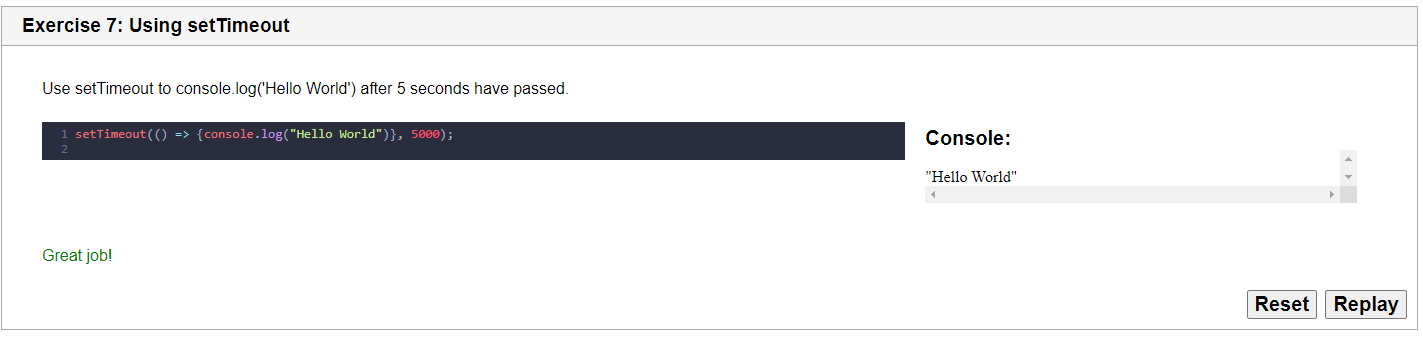 Exercise 7: Using setTimeout
Use setTimeout to console.log('Hello World') after 5 seconds have passed.
1 setTimeout(() => {console.log("Hello World")}, 5000);
2
Console:
"Hello World"
Great job!
Reset Replay